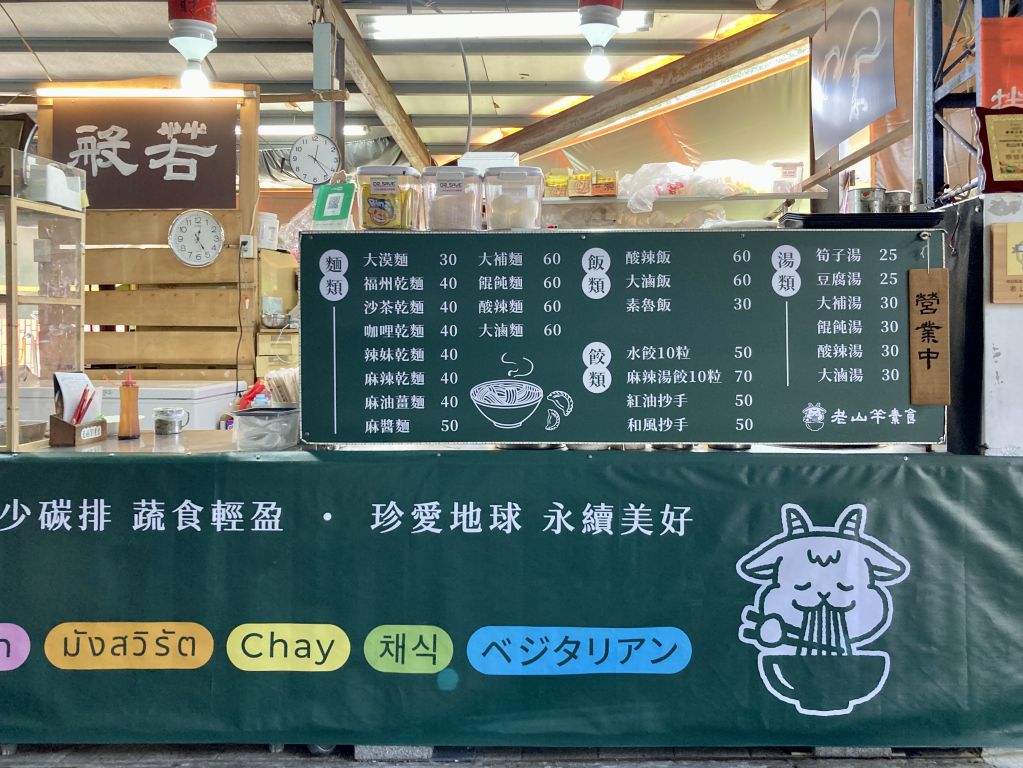 般若
DR.SAVE
DR.SAVE
麵類
大漠麵 30
福州乾麵 40
沙茶乾麵 40
咖哩乾麵 40
辣妹乾麵 40
麻辣乾麵 40
麻油薑麵 40
麻醬麵 50
大補麵 60
餛飩麵 60
酸辣麵 60
大滷麵 60
飯類
酸辣飯 60
大滷飯 60
素魯飯 30
餃類
水餃10粒 50
麻辣湯餃10粒 70
紅油抄手 50
和風抄手 50
湯類
筍子湯 25
豆腐湯 25
大補湯 30
餛飩湯 30
酸辣湯 30
大滷湯 30
老山羊素食
營業中
少碳排 蔬食輕盈 · 珍愛地球 永續美好
n
มังสวิรัต
Chay
채식
ベジタリアン